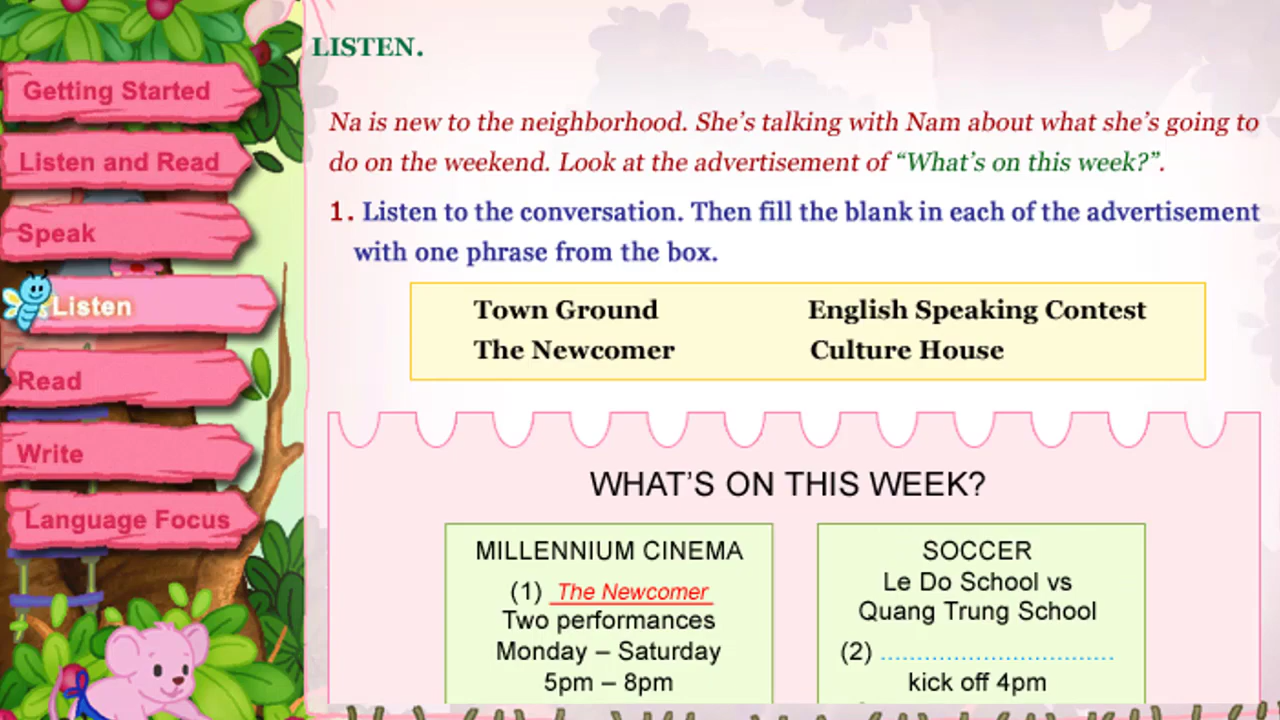 LISTEN.
Getting Started
Listen and Read
Speak
Listen
Read
Write
Language Focus
Na is new to the neighborhood. She’s talking with Nam about what she’s going to
do on the weekend. Look at the advertisement of “What’s on this week?”.
1. Listen to the conversation. Then fill the blank in each of the advertisement
with one phrase from the box.
Town Ground English Speaking Contest
The Newcomer Culture House
WHAT’S ON THIS WEEK?
MILLENNIUM CINEMA
(1) The Newcomer
Two performances
Monday – Saturday
5pm – 8pm
SOCCER
Le Do School vs
Quang Trung School
(2) ................................
kick off 4pm